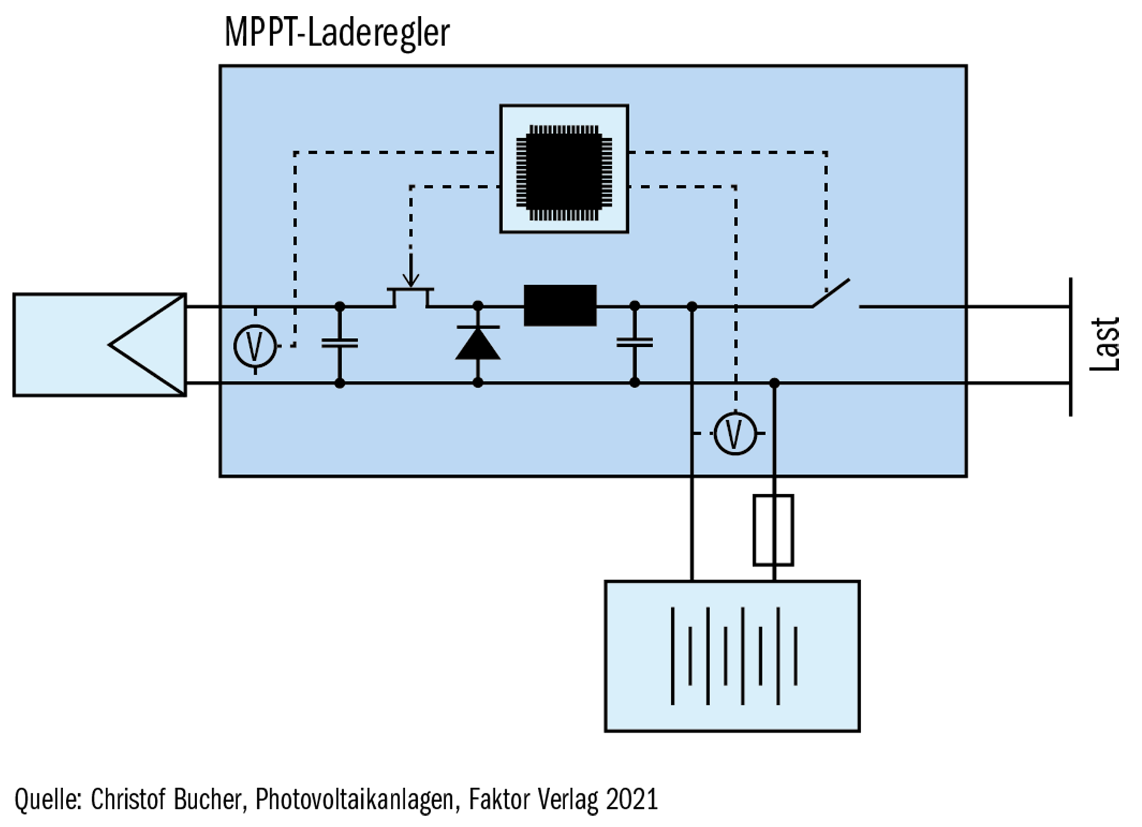 MPPT-Laderegler
V
V
Last
Quelle: Christof Bucher, Photovoltaikanlagen, Faktor Verlag 2021